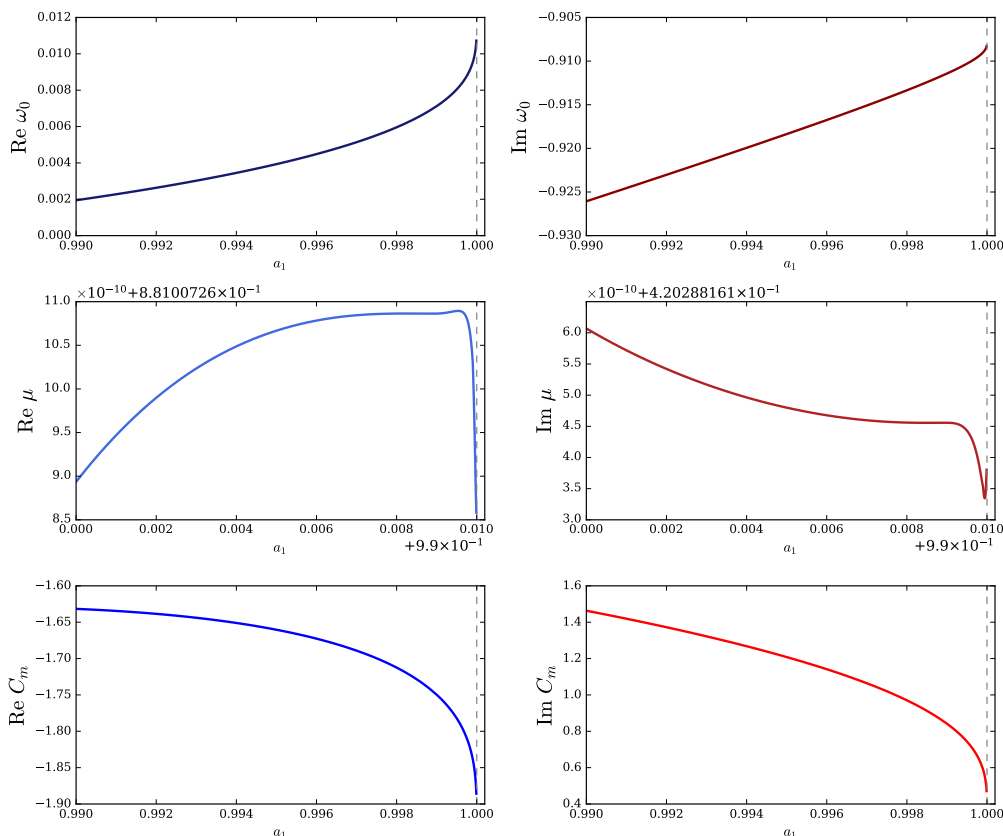 0.012
0.010
0.008
0.006
0.004
0.002
0.000
Re ω₀
0.990 0.992 0.994 0.996 0.998 1.000
a₁
−0.905
−0.910
−0.915
−0.920
−0.925
−0.930
Im ω₀
0.990 0.992 0.994 0.996 0.998 1.000
a₁
×10⁻¹⁰+8.8100726×10⁻¹
11.0
10.5
10.0
9.5
9.0
8.5
Re μ
0.000 0.002 0.004 0.006 0.008 0.010
a₁
+9.9×10⁻¹
×10⁻¹⁰+4.20288161×10⁻¹
6.0
5.5
5.0
4.5
4.0
3.5
3.0
Im μ
0.000 0.002 0.004 0.006 0.008 0.010
a₁
+9.9×10⁻¹
−1.60
−1.65
−1.70
−1.75
−1.80
−1.85
−1.90
Re Cₘ
0.990 0.992 0.994 0.996 0.998 1.000
a₁
1.6
1.4
1.2
1.0
0.8
0.6
0.4
Im Cₘ
0.990 0.992 0.994 0.996 0.998 1.000
a₁